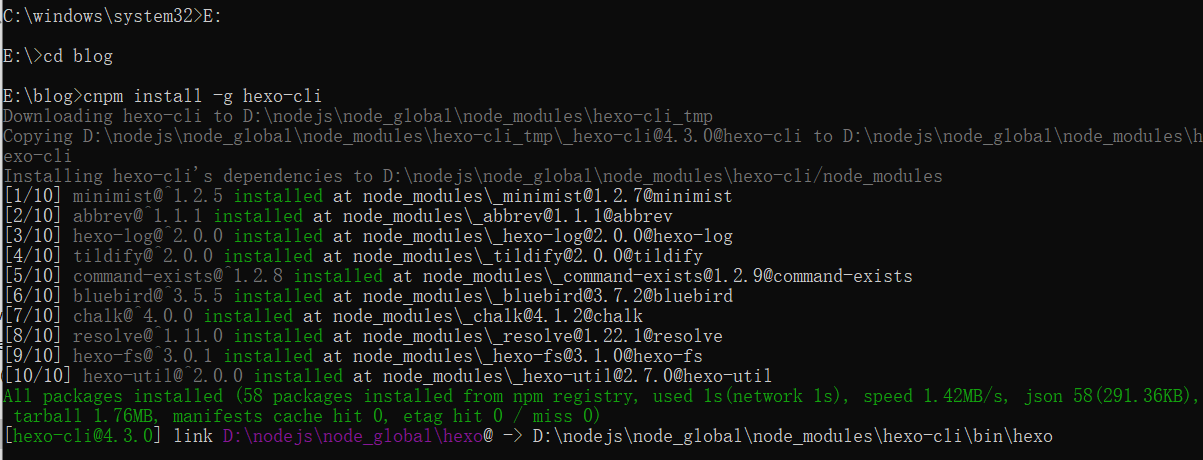 C:\windows\system32>E:
E:\>cd blog
E:\blog>cnpm install -g hexo-cli
Downloading hexo-cli to D:\nodejs\node_global\node_modules\hexo-cli_tmp
Copying D:\nodejs\node_global\node_modules\hexo-cli_tmp\_hexo-cli@4.3.0@hexo-cli to D:\nodejs\node_global\node_modules\h
exo-cli
Installing hexo-cli's dependencies to D:\nodejs\node_global\node_modules\hexo-cli/node_modules
[1/10] minimist@^1.2.5 installed at node_modules\_minimist@1.2.7@minimist
[2/10] abbrev@^1.1.1 installed at node_modules\_abbrev@1.1.1@abbrev
[3/10] hexo-log@^2.0.0 installed at node_modules\_hexo-log@2.0.0@hexo-log
[4/10] tildify@^2.0.0 installed at node_modules\_tildify@2.0.0@tildify
[5/10] command-exists@^1.2.8 installed at node_modules\_command-exists@1.2.9@command-exists
[6/10] bluebird@^3.5.5 installed at node_modules\_bluebird@3.7.2@bluebird
[7/10] chalk@^4.0.0 installed at node_modules\_chalk@4.1.2@chalk
[8/10] resolve@^1.11.0 installed at node_modules\_resolve@1.22.1@resolve
[9/10] hexo-fs@^3.0.1 installed at node_modules\_hexo-fs@3.1.0@hexo-fs
[10/10] hexo-util@^2.0.0 installed at node_modules\_hexo-util@2.7.0@hexo-util
All packages installed (58 packages installed from npm registry, used 1s(network 1s), speed 1.42MB/s, json 58(291.36KB),
tarball 1.76MB, manifests cache hit 0, etag hit 0 / miss 0)
[hexo-cli@4.3.0] link D:\nodejs\node_global\hexo@ -> D:\nodejs\node_global\node_modules\hexo-cli\bin\hexo